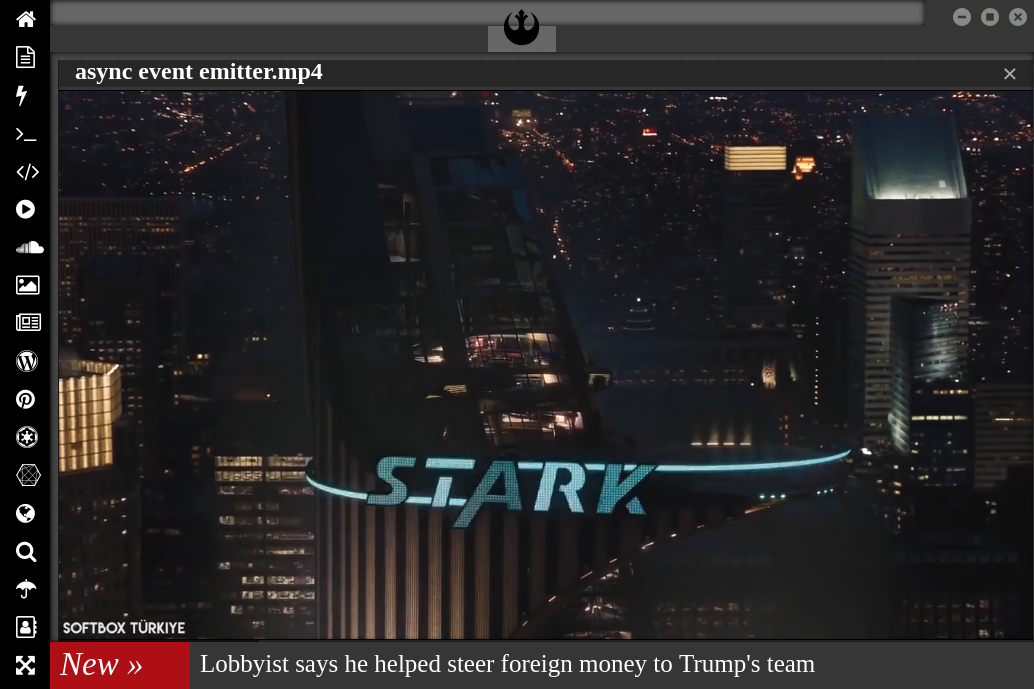 async event emitter.mp4
STARK
SOFTBOX TÜRKIYE
New »
Lobbyist says he helped steer foreign money to Trump's team